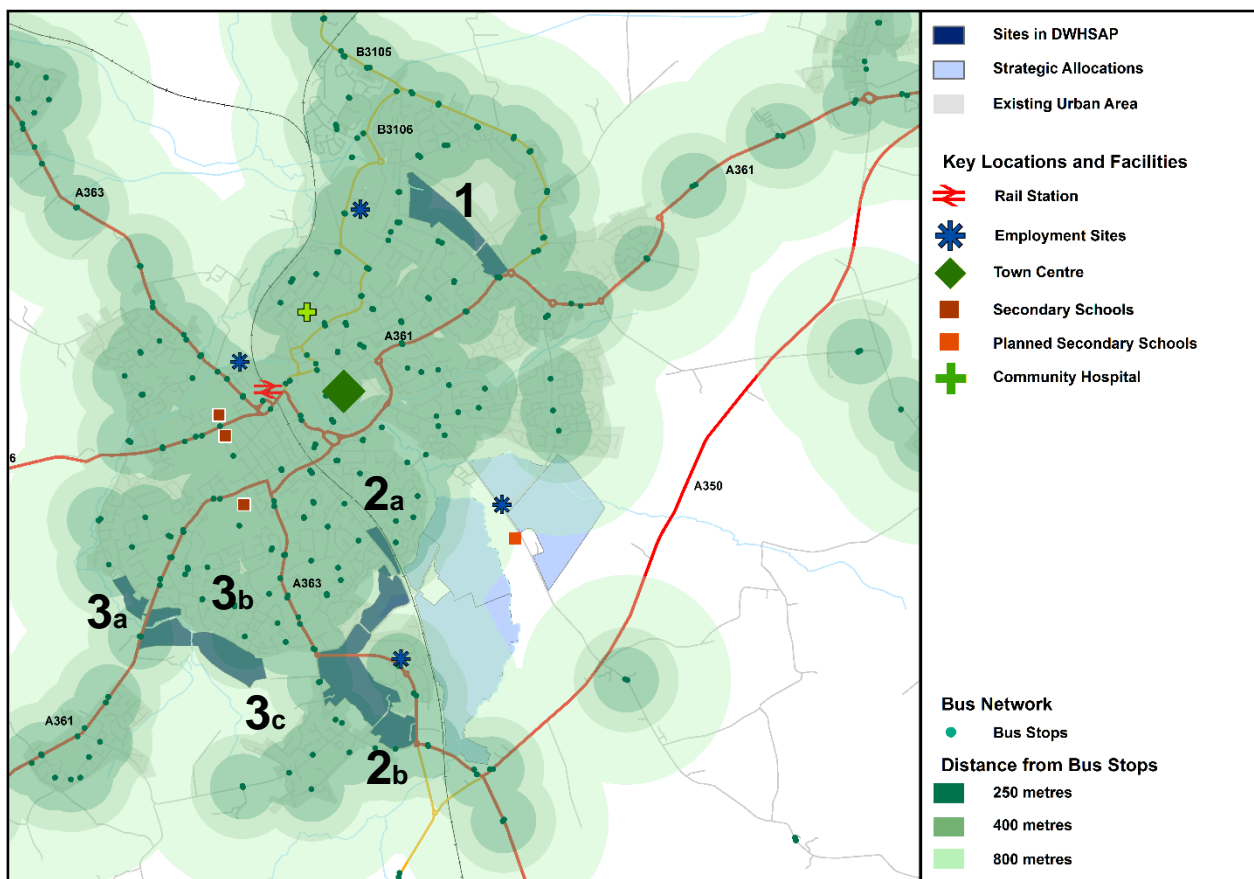 B3105
B3106
A363
1
A361
A361
6
A350
2a
A363
3b
3a
3c
A361
2b
Sites in DWHSAP
Strategic Allocations
Existing Urban Area
Key Locations and Facilities
Rail Station
Employment Sites
Town Centre
Secondary Schools
Planned Secondary Schools
Community Hospital
Bus Network
Bus Stops
Distance from Bus Stops
250 metres
400 metres
800 metres